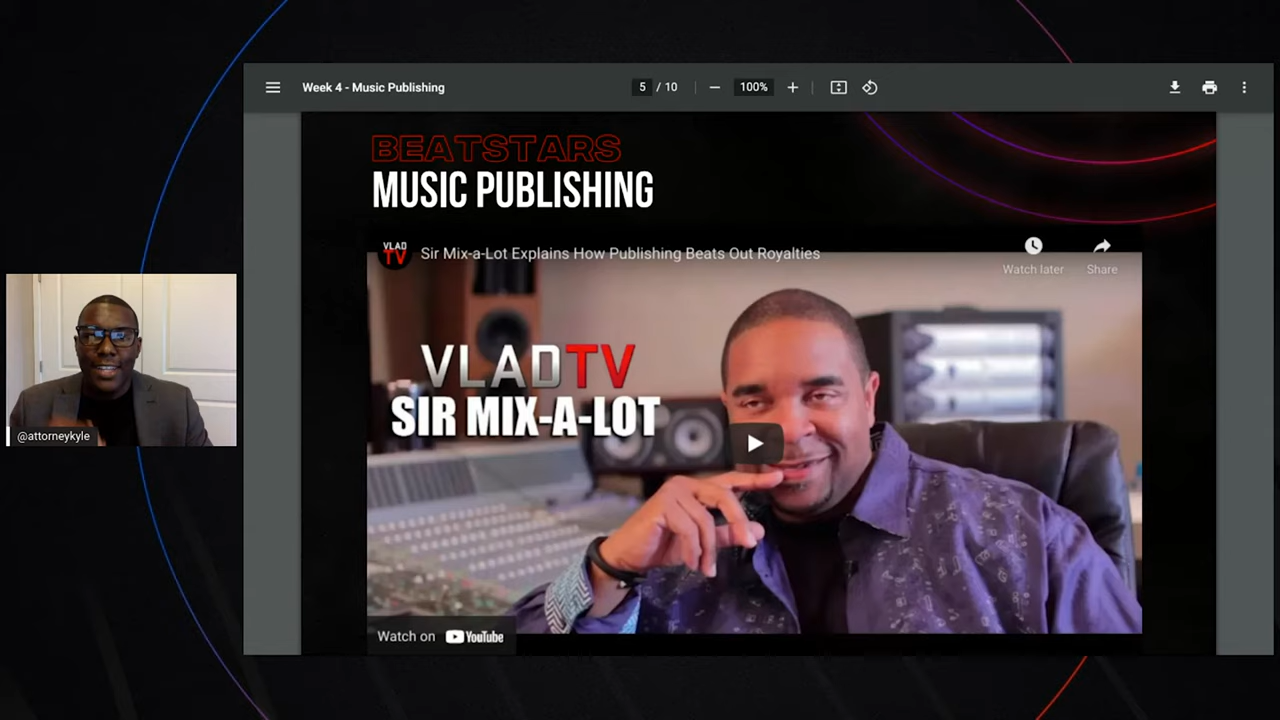 Week 4 - Music Publishing
5 / 10
100%
BEATSTARS
MUSIC PUBLISHING
VLAD
TV
Sir Mix-a-Lot Explains How Publishing Beats Out Royalties
Watch later
Share
VLADTV
SIR MIX-A-LOT
@attorneykyle
Watch on YouTube